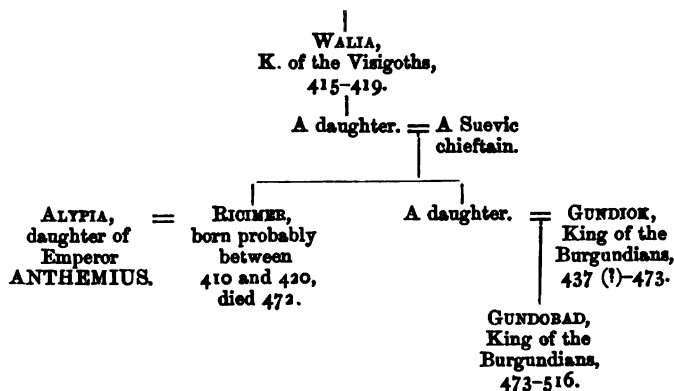 WALIA,
K. of the Visigoths,
415–419.
A daughter. = A Suevic
chieftain.
ALYPIA,
daughter of
Emperor
ANTHEMIUS.
=
RICIMER,
born probably
between
410 and 420,
died 472.
A daughter.
=
GUNDIOK,
King of the
Burgundians,
437 (?)–473.
GUNDOBAD,
King of the
Burgundians,
473–516.